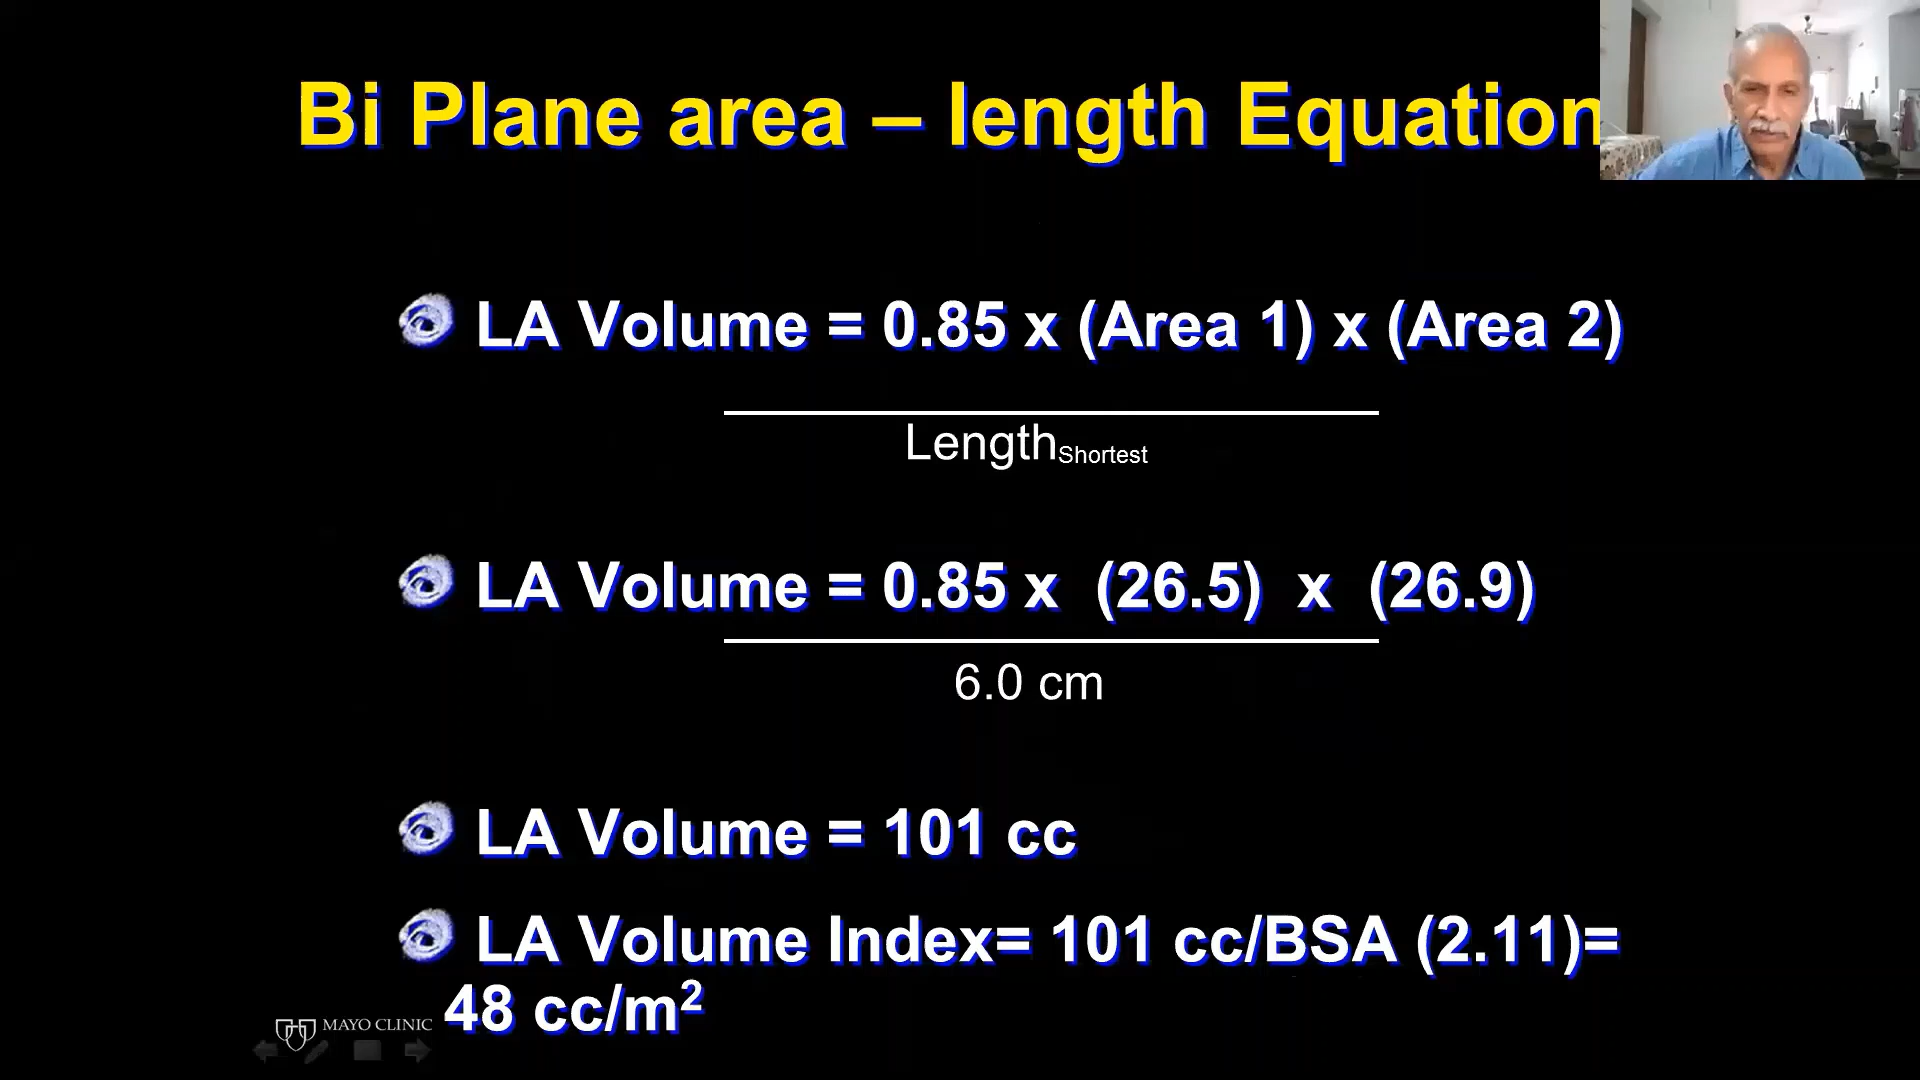 Bi Plane area – length Equation
LA Volume = 0.85 x (Area 1) x (Area 2)
LengthShortest
LA Volume = 0.85 x (26.5) x (26.9)
6.0 cm
LA Volume = 101 cc
LA Volume Index= 101 cc/BSA (2.11)=
48 cc/m²
MAYO CLINIC